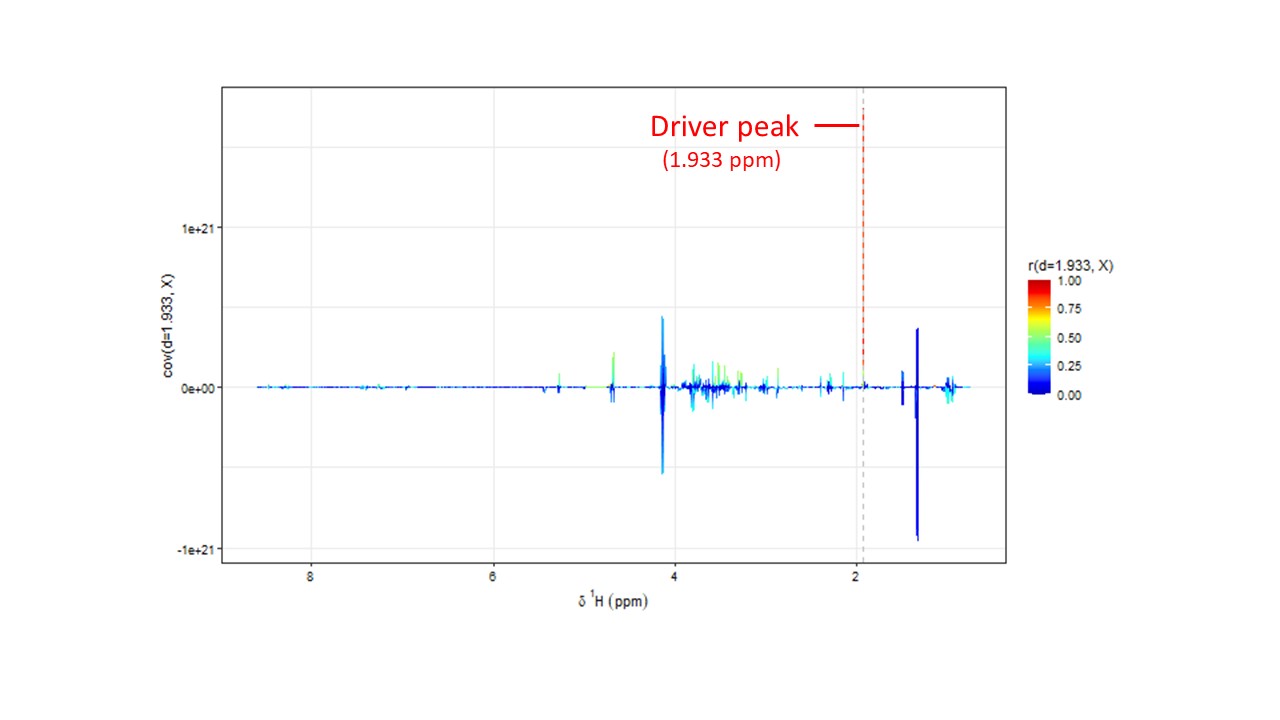 Driver peak
(1.933 ppm)
1e+21
0e+00
-1e+21
cov(d=1.933, X)
8
6
4
2
δ ¹H (ppm)
r(d=1.933, X)
1.00
0.75
0.50
0.25
0.00